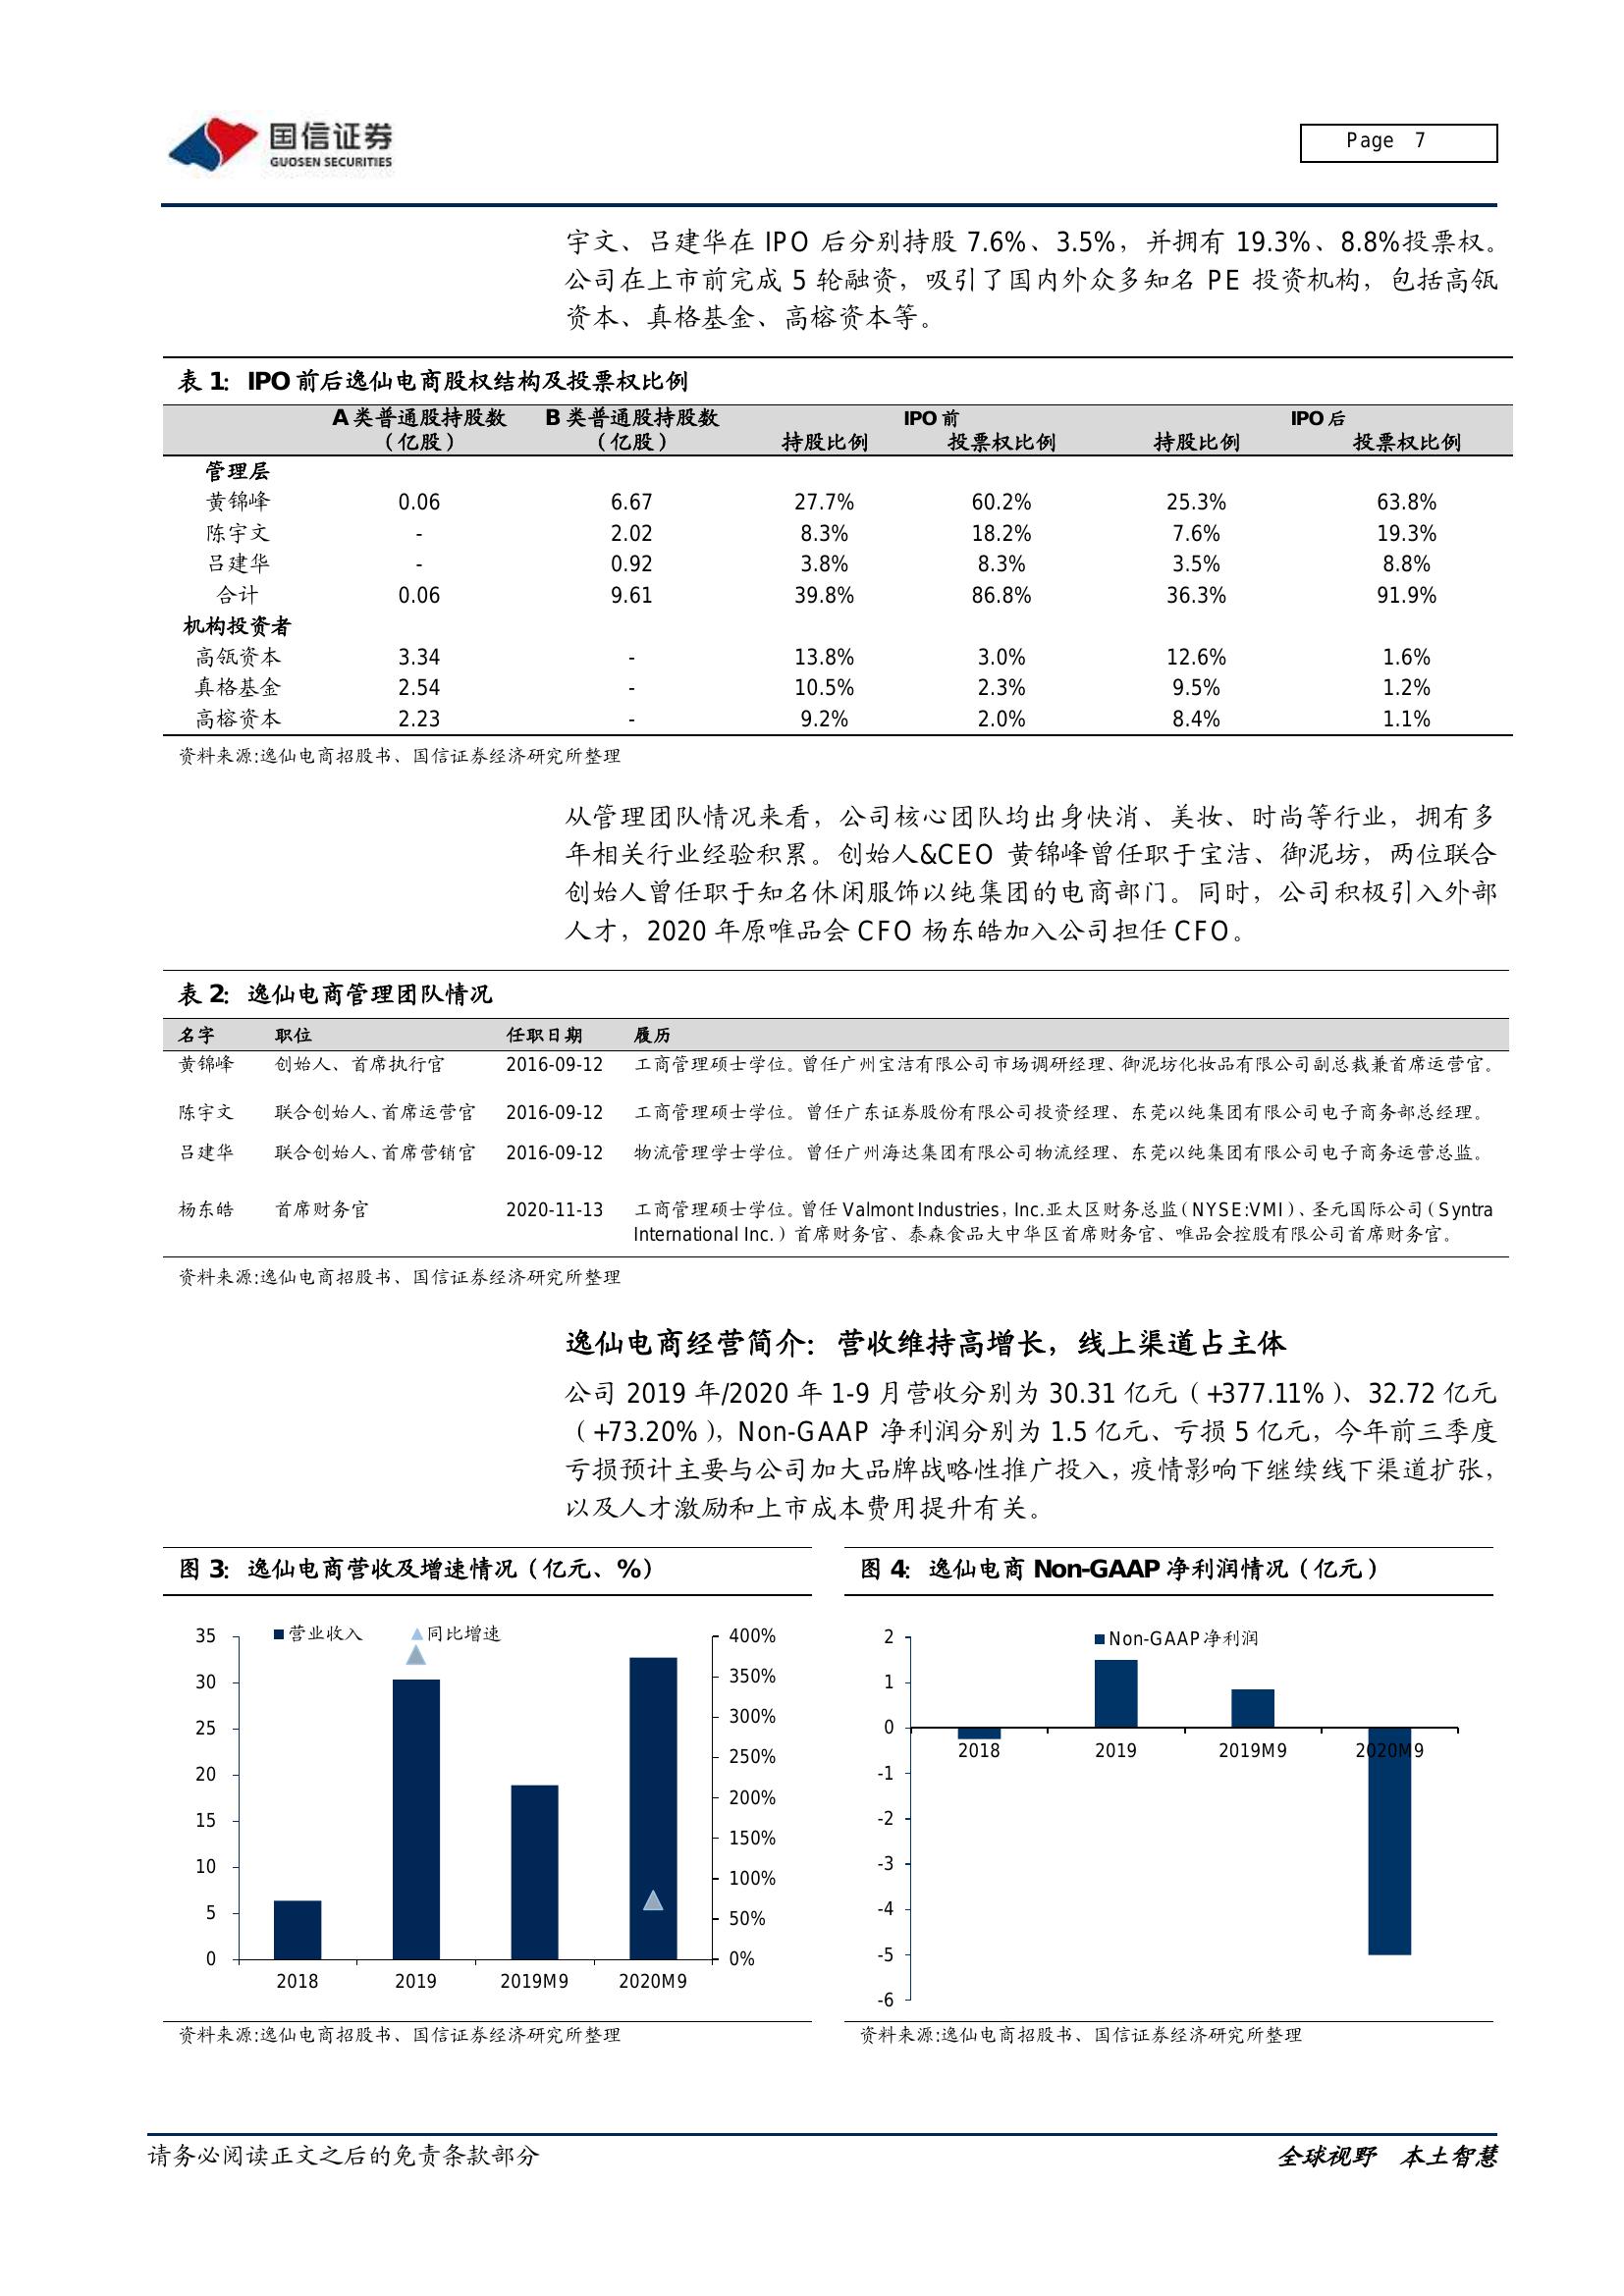 国信证券
GUOSEN SECURITIES
Page 7
宇文、吕建华在 IPO 后分别持股 7.6%、3.5%，并拥有 19.3%、8.8%投票权。
公司在上市前完成 5 轮融资，吸引了国内外众多知名 PE 投资机构，包括高瓴
资本、真格基金、高榕资本等。
表 1：IPO 前后逸仙电商股权结构及投票权比例
A 类普通股持股数 B 类普通股持股数 IPO 前 IPO 后
（亿股） （亿股） 持股比例 投票权比例 持股比例 投票权比例
管理层
黄锦峰 0.06 6.67 27.7% 60.2% 25.3% 63.8%
陈宇文 - 2.02 8.3% 18.2% 7.6% 19.3%
吕建华 - 0.92 3.8% 8.3% 3.5% 8.8%
合计 0.06 9.61 39.8% 86.8% 36.3% 91.9%
机构投资者
高瓴资本 3.34 - 13.8% 3.0% 12.6% 1.6%
真格基金 2.54 - 10.5% 2.3% 9.5% 1.2%
高榕资本 2.23 - 9.2% 2.0% 8.4% 1.1%
资料来源:逸仙电商招股书、国信证券经济研究所整理
从管理团队情况来看，公司核心团队均出身快消、美妆、时尚等行业，拥有多
年相关行业经验积累。创始人&CEO 黄锦峰曾任职于宝洁、御泥坊，两位联合
创始人曾任职于知名休闲服饰以纯集团的电商部门。同时，公司积极引入外部
人才，2020 年原唯品会 CFO 杨东皓加入公司担任 CFO。
表 2：逸仙电商管理团队情况
名字 职位 任职日期 履历
黄锦峰 创始人、首席执行官 2016-09-12 工商管理硕士学位。曾任广州宝洁有限公司市场调研经理、御泥坊化妆品有限公司副总裁兼首席运营官。
陈宇文 联合创始人、首席运营官 2016-09-12 工商管理硕士学位。曾任广东证券股份有限公司投资经理、东莞以纯集团有限公司电子商务部总经理。
吕建华 联合创始人、首席营销官 2016-09-12 物流管理学士学位。曾任广州海达集团有限公司物流经理、东莞以纯集团有限公司电子商务运营总监。
杨东皓 首席财务官 2020-11-13 工商管理硕士学位。曾任 Valmont Industries, Inc.亚太区财务总监（NYSE:VMI）、圣元国际公司（Syntra
International Inc.）首席财务官、泰森食品大中华区首席财务官、唯品会控股有限公司首席财务官。
资料来源:逸仙电商招股书、国信证券经济研究所整理
逸仙电商经营简介：营收维持高增长，线上渠道占主体
公司 2019 年/2020 年 1-9 月营收分别为 30.31 亿元（+377.11%）、32.72 亿元
（+73.20%），Non-GAAP 净利润分别为 1.5 亿元、亏损 5 亿元，今年前三季度
亏损预计主要与公司加大品牌战略性推广投入，疫情影响下继续线下渠道扩张，
以及人才激励和上市成本费用提升有关。
图 3：逸仙电商营收及增速情况（亿元、%）
营业收入 同比增速
35
30
25
20
15
10
5
0
400%
350%
300%
250%
200%
150%
100%
50%
0%
2018 2019 2019M9 2020M9
资料来源:逸仙电商招股书、国信证券经济研究所整理
图 4：逸仙电商 Non-GAAP 净利润情况（亿元）
Non-GAAP净利润
2
1
0
-1
-2
-3
-4
-5
-6
2018 2019 2019M9 2020M9
资料来源:逸仙电商招股书、国信证券经济研究所整理
请务必阅读正文之后的免责条款部分
全球视野 本土智慧